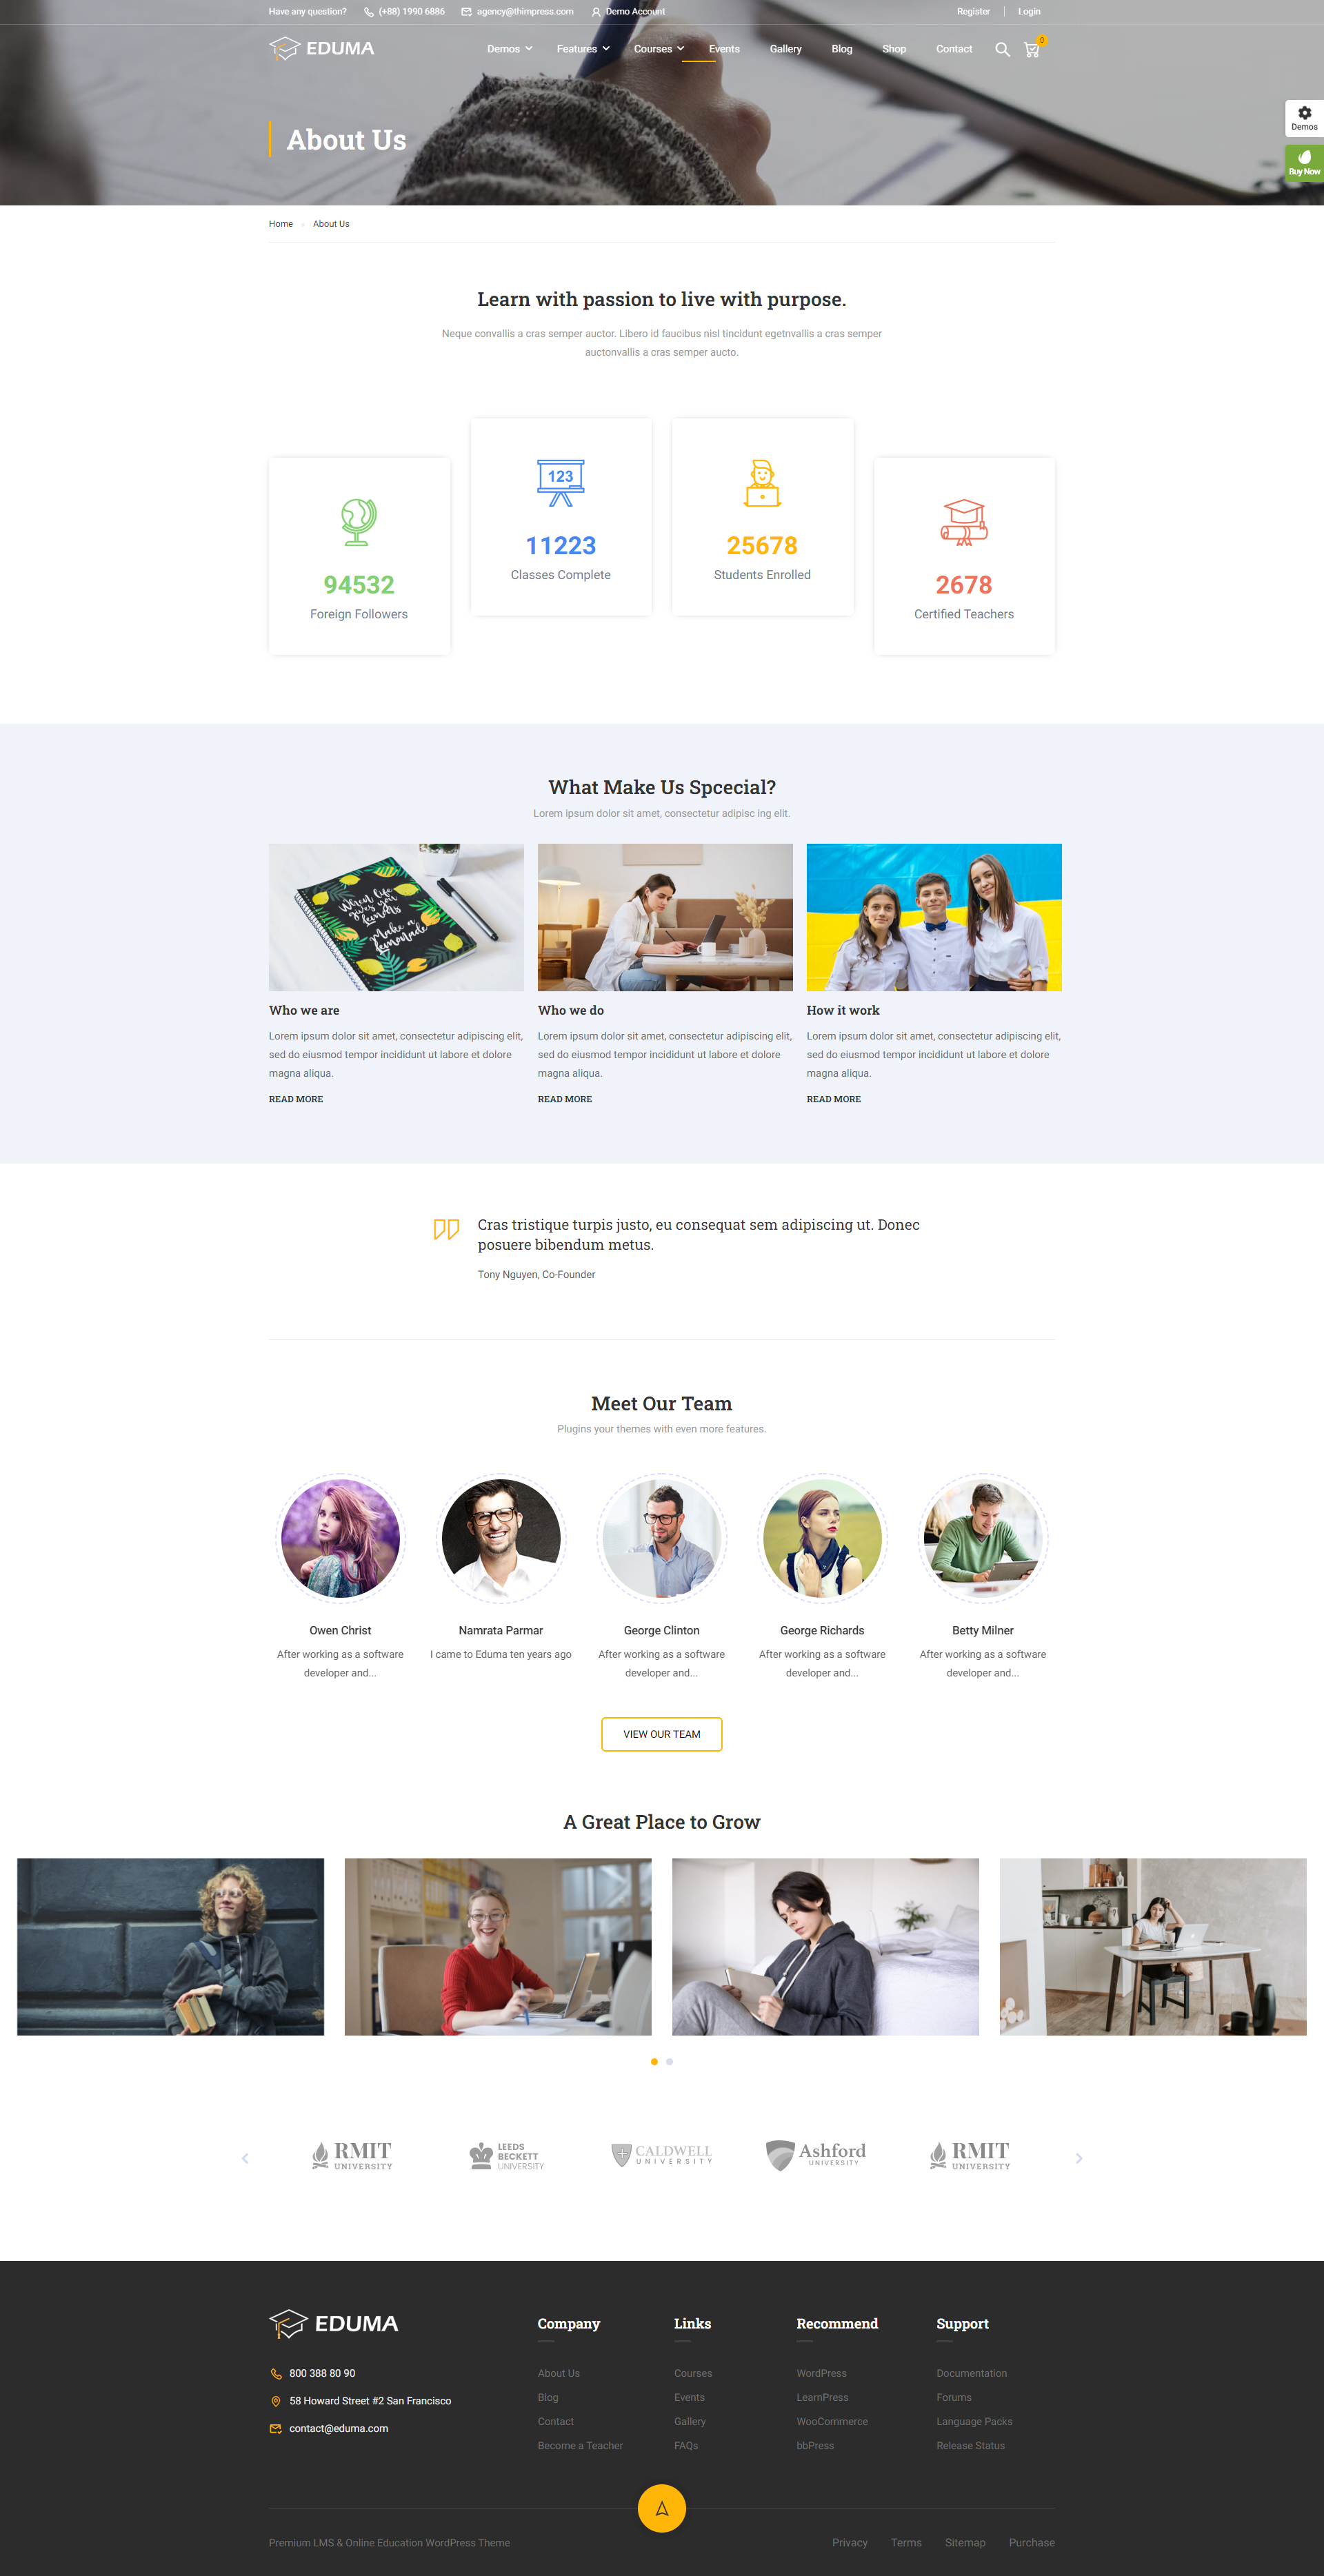 Have any question? (+88) 1990 6886 agency@thimpress.com Demo Account Register Login
EDUMA Demos Features Courses Events Gallery Blog Shop Contact 0
Demos
Buy Now
About Us
Home About Us
Learn with passion to live with purpose.
Neque convallis a cras semper auctor. Libero id faucibus nisl tincidunt egetnvallis a cras semper
auctonvallis a cras semper aucto.
123
11223
Classes Complete
25678
Students Enrolled
94532
Foreign Followers
2678
Certified Teachers
What Make Us Spcecial?
Lorem ipsum dolor sit amet, consectetur adipisc ing elit.
When life
gives you
lemons
Make a
lemonade
Who we are
Lorem ipsum dolor sit amet, consectetur adipiscing elit,
sed do eiusmod tempor incididunt ut labore et dolore
magna aliqua.
READ MORE
Who we do
Lorem ipsum dolor sit amet, consectetur adipiscing elit,
sed do eiusmod tempor incididunt ut labore et dolore
magna aliqua.
READ MORE
How it work
Lorem ipsum dolor sit amet, consectetur adipiscing elit,
sed do eiusmod tempor incididunt ut labore et dolore
magna aliqua.
READ MORE
Cras tristique turpis justo, eu consequat sem adipiscing ut. Donec
posuere bibendum metus.
Tony Nguyen, Co-Founder
Meet Our Team
Plugins your themes with even more features.
Owen Christ
After working as a software
developer and...
Namrata Parmar
I came to Eduma ten years ago
George Clinton
After working as a software
developer and...
George Richards
After working as a software
developer and...
Betty Milner
After working as a software
developer and...
VIEW OUR TEAM
A Great Place to Grow
RMIT
UNIVERSITY
LEEDS
BECKETT
UNIVERSITY
CALDWELL
UNIVERSITY
Ashford
UNIVERSITY
RMIT
UNIVERSITY
EDUMA
800 388 80 90
58 Howard Street #2 San Francisco
contact@eduma.com
Company
About Us
Blog
Contact
Become a Teacher
Links
Courses
Events
Gallery
FAQs
Recommend
WordPress
LearnPress
WooCommerce
bbPress
Support
Documentation
Forums
Language Packs
Release Status
Premium LMS & Online Education WordPress Theme
Privacy Terms Sitemap Purchase